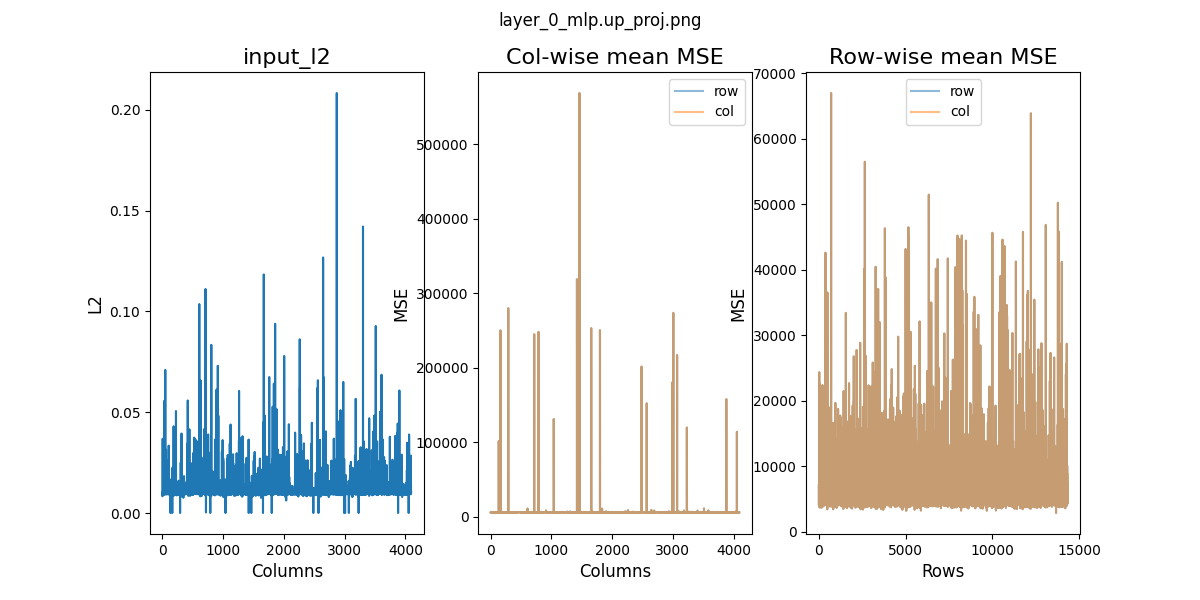 layer_0_mlp.up_proj.png
input_l2
L2
0.20
0.15
0.10
0.05
0.00
0 1000 2000 3000 4000
Columns
Col-wise mean MSE
MSE
500000
400000
300000
200000
100000
0
row
col
0 1000 2000 3000 4000
Columns
Row-wise mean MSE
MSE
70000
60000
50000
40000
30000
20000
10000
0
row
col
0 5000 10000 15000
Rows